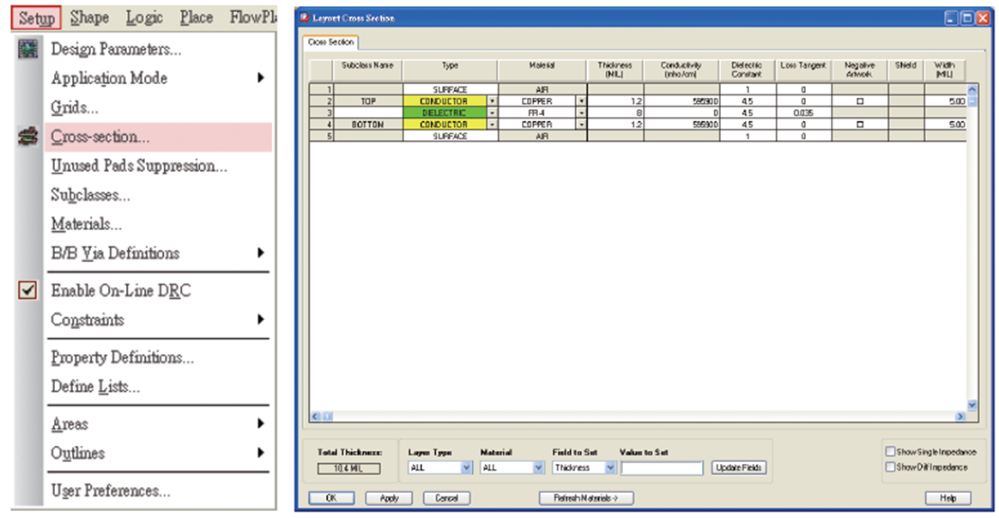 Setup Shape Logic Place FlowPl
Design Parameters...
Application Mode
Grids...
Cross-section...
Unused Pads Suppression...
Subclasses...
Materials...
B/B Via Definitions
Enable On-Line DRC
Constraints
Property Definitions...
Define Lists...
Areas
Outlines
User Preferences...
Layout Cross Section
Cross Section
Subclass Name Type Material Thickness (MIL) Conductivity (mho/cm) Dielectric Constant Loss Tangent Negative Artwork Shield Width (MIL)
1 SURFACE AIR 1 0
2 TOP CONDUCTOR COPPER 1.2 595900 4.5 0 5.00
3 DIELECTRIC FR-4 8 0 4.5 0.035
4 BOTTOM CONDUCTOR COPPER 1.2 595900 4.5 0 5.00
5 SURFACE AIR 1 0
Total Thickness: Layer Type Material Field to Set Value to Set
10.4 MIL ALL ALL Thickness Update Fields
Show Single Impedance
Show Diff Impedance
OK Apply Cancel Refresh Materials -> Help